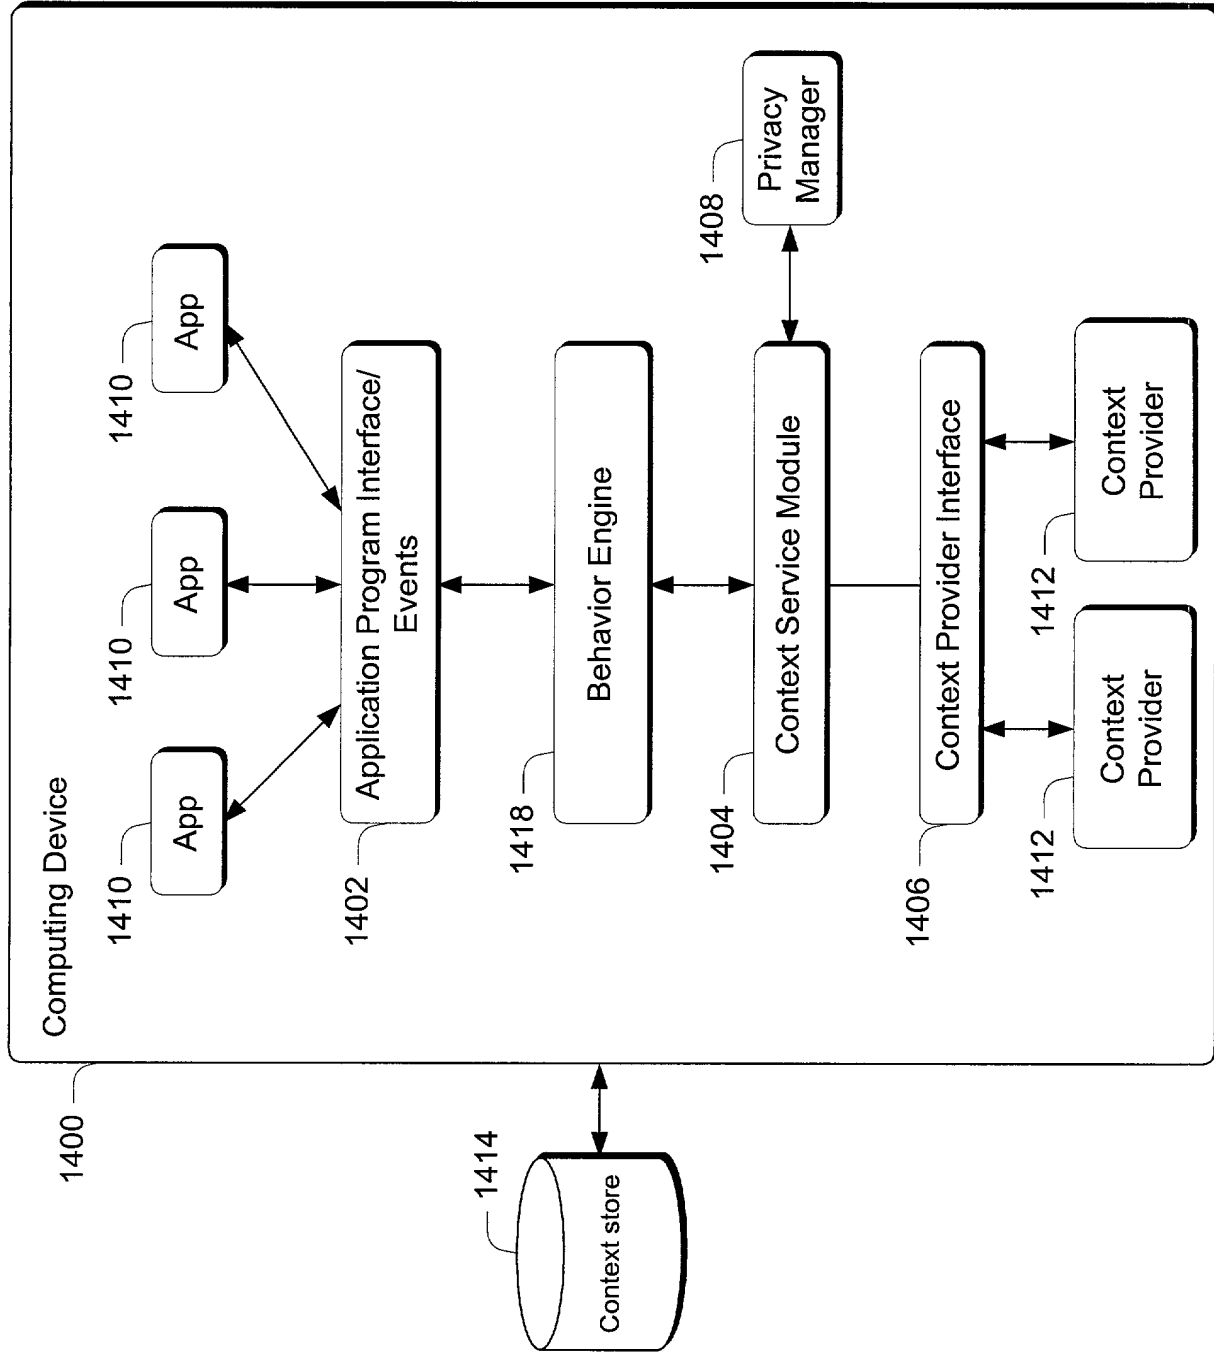 Computing Device
1400
1410
App
1410
App
1410
App
1402
Application Program Interface/
Events
1418
Behavior Engine
1404
Context Service Module
1408
Privacy
Manager
1406
Context Provider Interface
1412
Context
Provider
1412
Context
Provider
1414
Context store